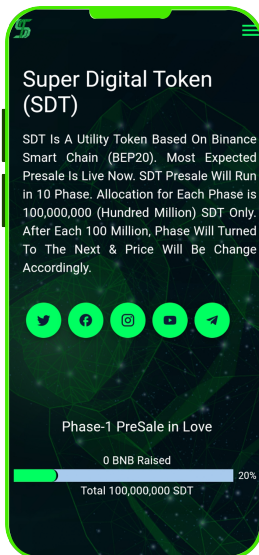 Super Digital Token
(SDT)
SDT Is A Utility Token Based On Binance
Smart Chain (BEP20). Most Expected
Presale Is Live Now. SDT Presale Will Run
in 10 Phase. Allocation for Each Phase is
100,000,000 (Hundred Million) SDT Only.
After Each 100 Million, Phase Will Turned
To The Next & Price Will Be Change
Accordingly.
Phase-1 PreSale in Love
0 BNB Raised
20%
Total 100,000,000 SDT